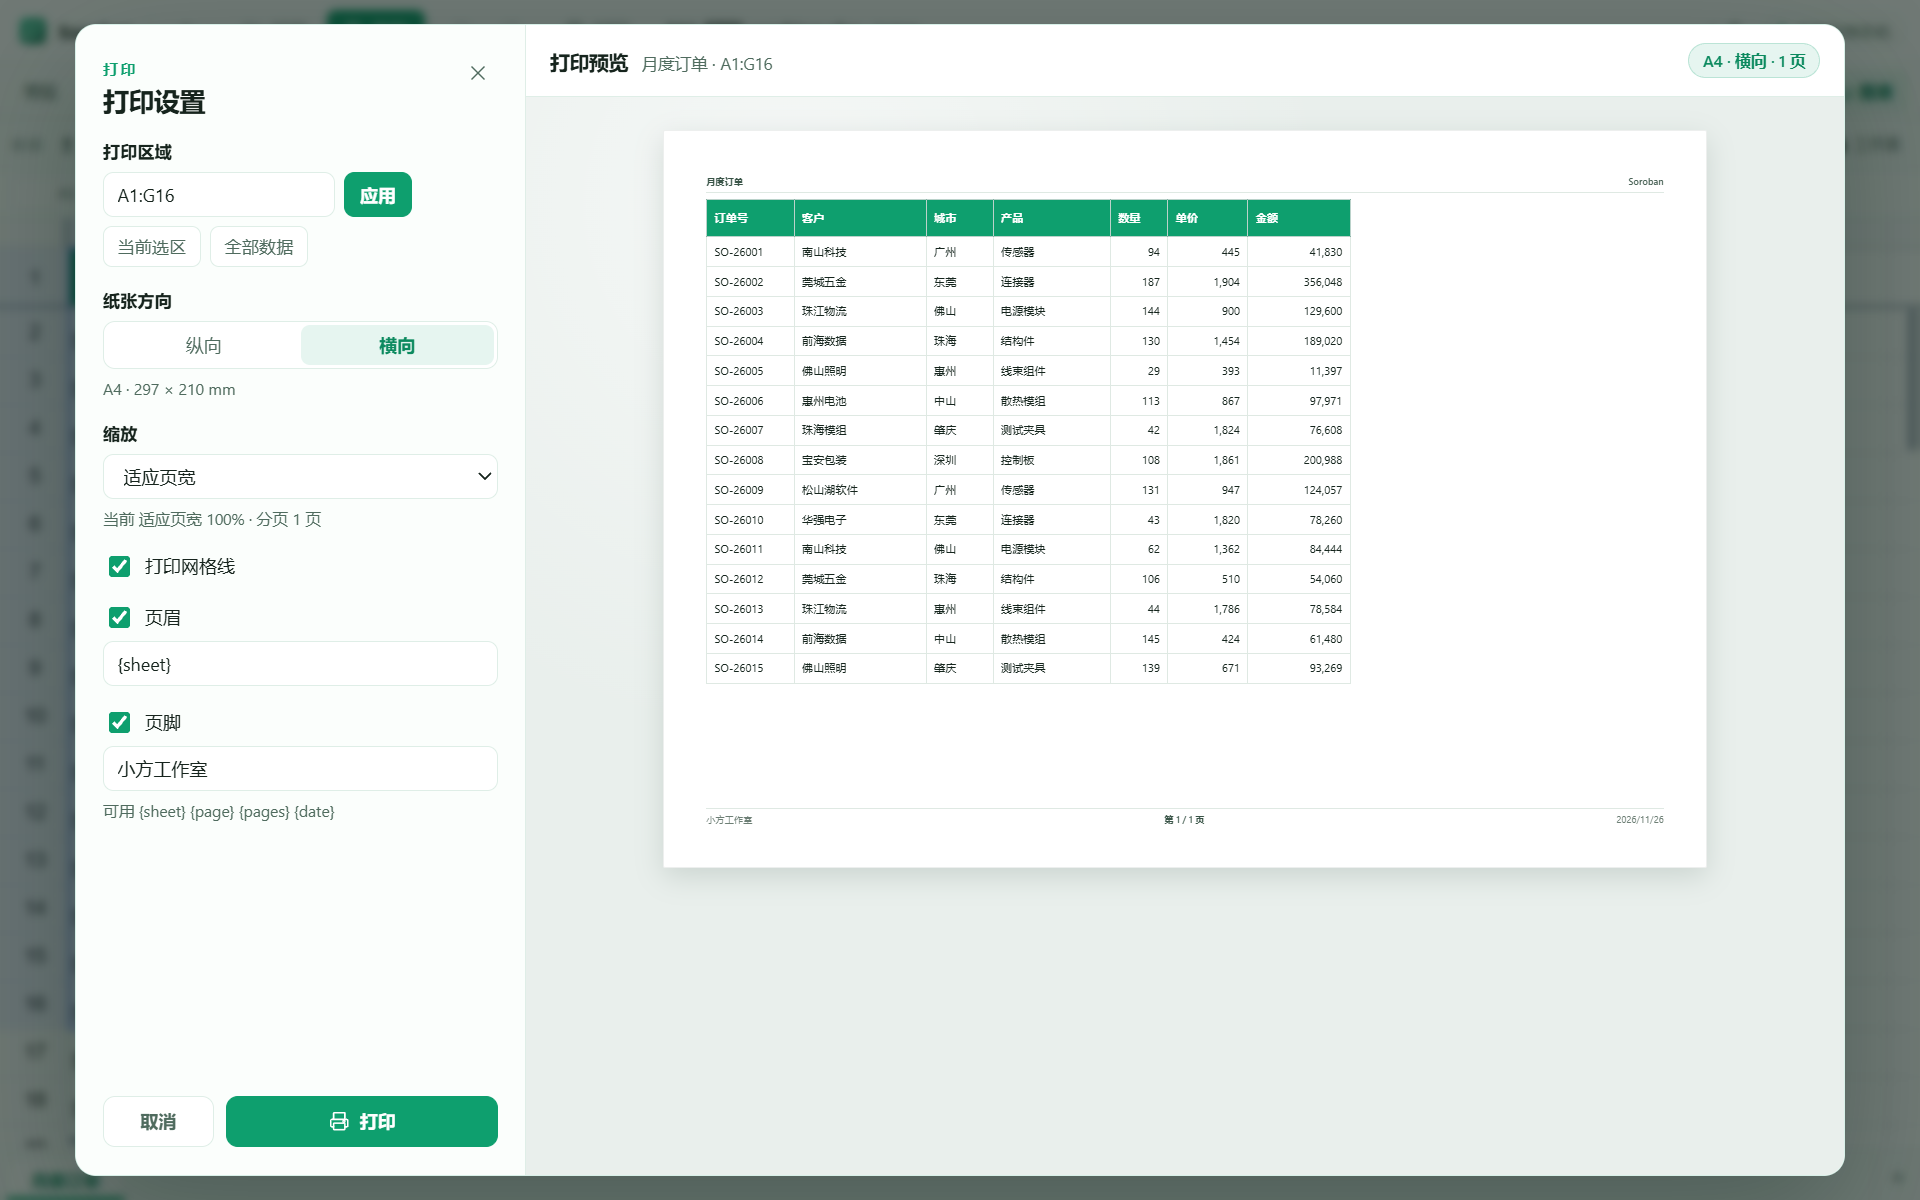 打印
打印设置
打印区域
A1:G16
应用
当前选区 全部数据
纸张方向
纵向 横向
A4 · 297 × 210 mm
缩放
适应页宽
当前 适应页宽 100% · 分页 1 页
打印网格线
页眉
{sheet}
页脚
小方工作室
可用 {sheet} {page} {pages} {date}
取消 打印
打印预览 月度订单 · A1:G16
A4 · 横向 · 1 页
月度订单 Soroban
订单号 客户 城市 产品 数量 单价 金额
SO-26001 南山科技 广州 传感器 94 445 41,830
SO-26002 莞城五金 东莞 连接器 187 1,904 356,048
SO-26003 珠江物流 佛山 电源模块 144 900 129,600
SO-26004 前海数据 珠海 结构件 130 1,454 189,020
SO-26005 佛山照明 惠州 线束组件 29 393 11,397
SO-26006 惠州电池 中山 散热模组 113 867 97,971
SO-26007 珠海模组 肇庆 测试夹具 42 1,824 76,608
SO-26008 宝安包装 深圳 控制板 108 1,861 200,988
SO-26009 松山湖软件 广州 传感器 131 947 124,057
SO-26010 华强电子 东莞 连接器 43 1,820 78,260
SO-26011 南山科技 佛山 电源模块 62 1,362 84,444
SO-26012 莞城五金 珠海 结构件 106 510 54,060
SO-26013 珠江物流 惠州 线束组件 44 1,786 78,584
SO-26014 前海数据 中山 散热模组 145 424 61,480
SO-26015 佛山照明 肇庆 测试夹具 139 671 93,269
小方工作室 第 1 / 1 页 2026/11/26